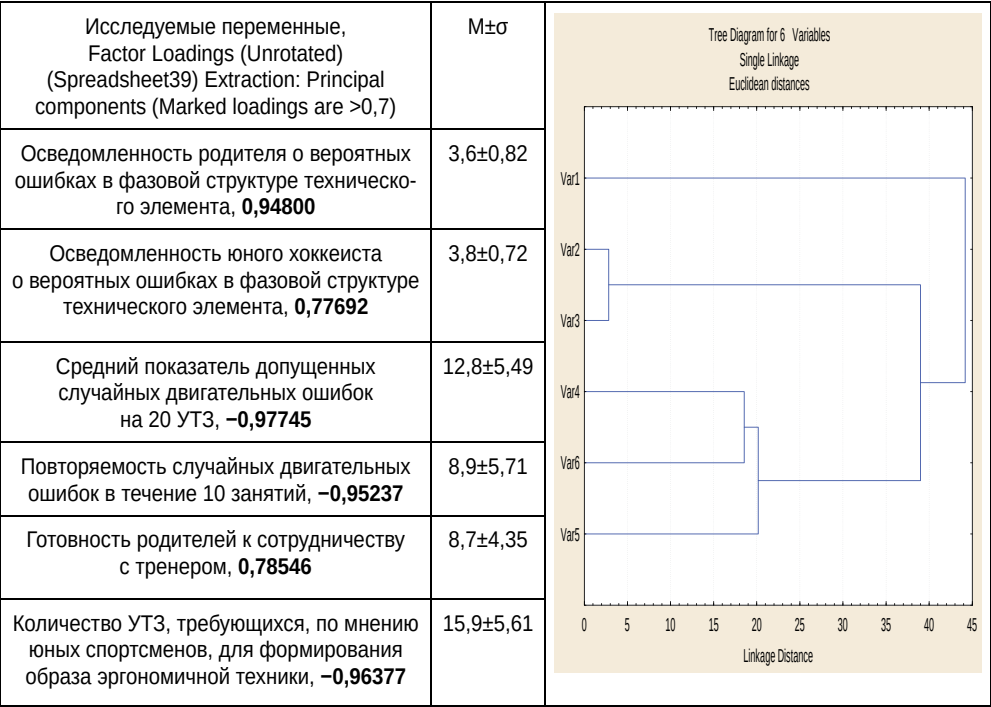 Исследуемые переменные,
Factor Loadings (Unrotated)
(Spreadsheet39) Extraction: Principal
components (Marked loadings are >0,7)
M±σ
Осведомленность родителя о вероятных
ошибках в фазовой структуре техническо-
го элемента, 0,94800
3,6±0,82
Осведомленность юного хоккеиста
о вероятных ошибках в фазовой структуре
технического элемента, 0,77692
3,8±0,72
Средний показатель допущенных
случайных двигательных ошибок
на 20 УТЗ, −0,97745
12,8±5,49
Повторяемость случайных двигательных
ошибок в течение 10 занятий, −0,95237
8,9±5,71
Готовность родителей к сотрудничеству
с тренером, 0,78546
8,7±4,35
Количество УТЗ, требующихся, по мнению
юных спортсменов, для формирования
образа эргономичной техники, −0,96377
15,9±5,61
Tree Diagram for 6 Variables
Single Linkage
Euclidean distances
Var1
Var2
Var3
Var4
Var6
Var5
0 5 10 15 20 25 30 35 40 45
Linkage Distance